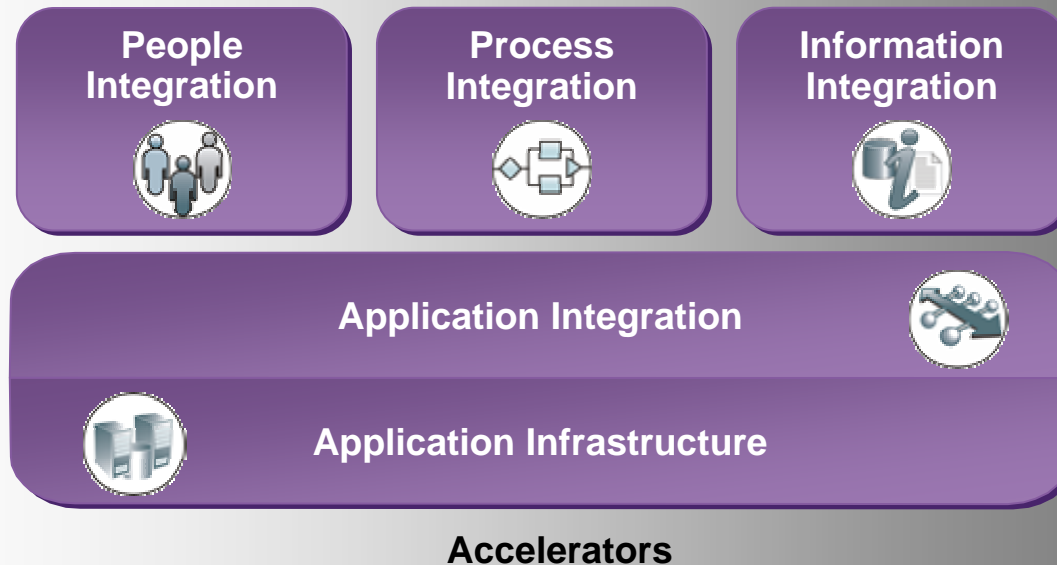 People
Integration
Process
Integration
Information
Integration
Application Integration
Application Infrastructure
Accelerators